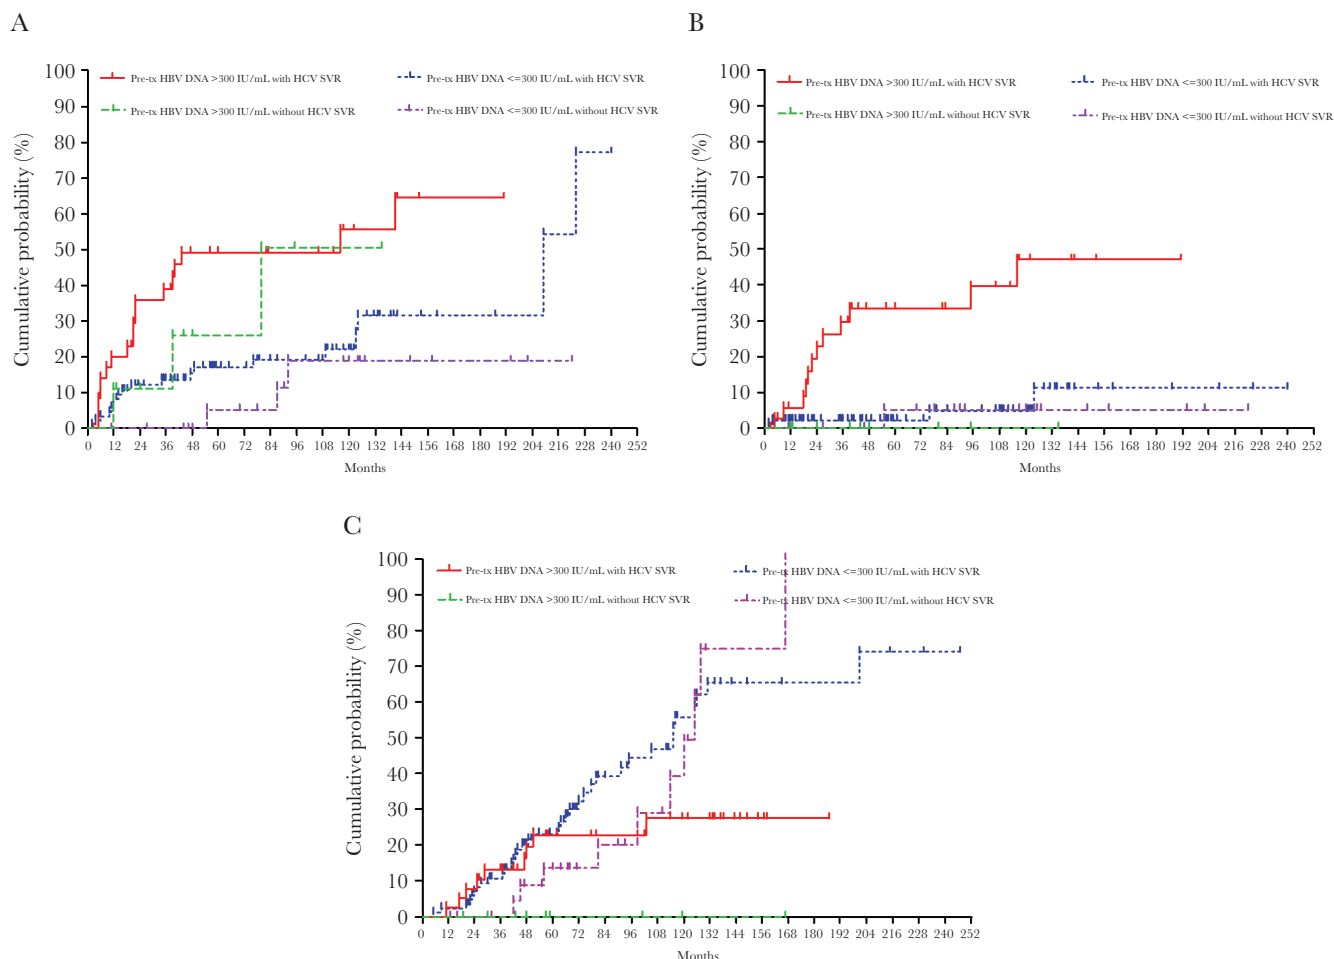 A
Pre-tx HBV DNA >300 IU/mL with HCV SVR
Pre-tx HBV DNA <=300 IU/mL with HCV SVR
Pre-tx HBV DNA >300 IU/mL without HCV SVR
Pre-tx HBV DNA <=300 IU/mL without HCV SVR
Cumulative probability (%)
100
90
80
70
60
50
40
30
20
10
0
0 12 24 36 48 60 72 84 96 108 120 132 144 156 168 180 192 204 216 228 240 252
Months
B
Pre-tx HBV DNA >300 IU/mL with HCV SVR
Pre-tx HBV DNA <=300 IU/mL with HCV SVR
Pre-tx HBV DNA >300 IU/mL without HCV SVR
Pre-tx HBV DNA <=300 IU/mL without HCV SVR
Cumulative probability (%)
100
90
80
70
60
50
40
30
20
10
0
0 12 24 36 48 60 72 84 96 108 120 132 144 156 168 180 192 204 216 228 240 252
Months
C
Pre-tx HBV DNA >300 IU/mL with HCV SVR
Pre-tx HBV DNA <=300 IU/mL with HCV SVR
Pre-tx HBV DNA >300 IU/mL without HCV SVR
Pre-tx HBV DNA <=300 IU/mL without HCV SVR
Cumulative probability (%)
100
90
80
70
60
50
40
30
20
10
0
0 12 24 36 48 60 72 84 96 108 120 132 144 156 168 180 192 204 216 228 240 252
Months